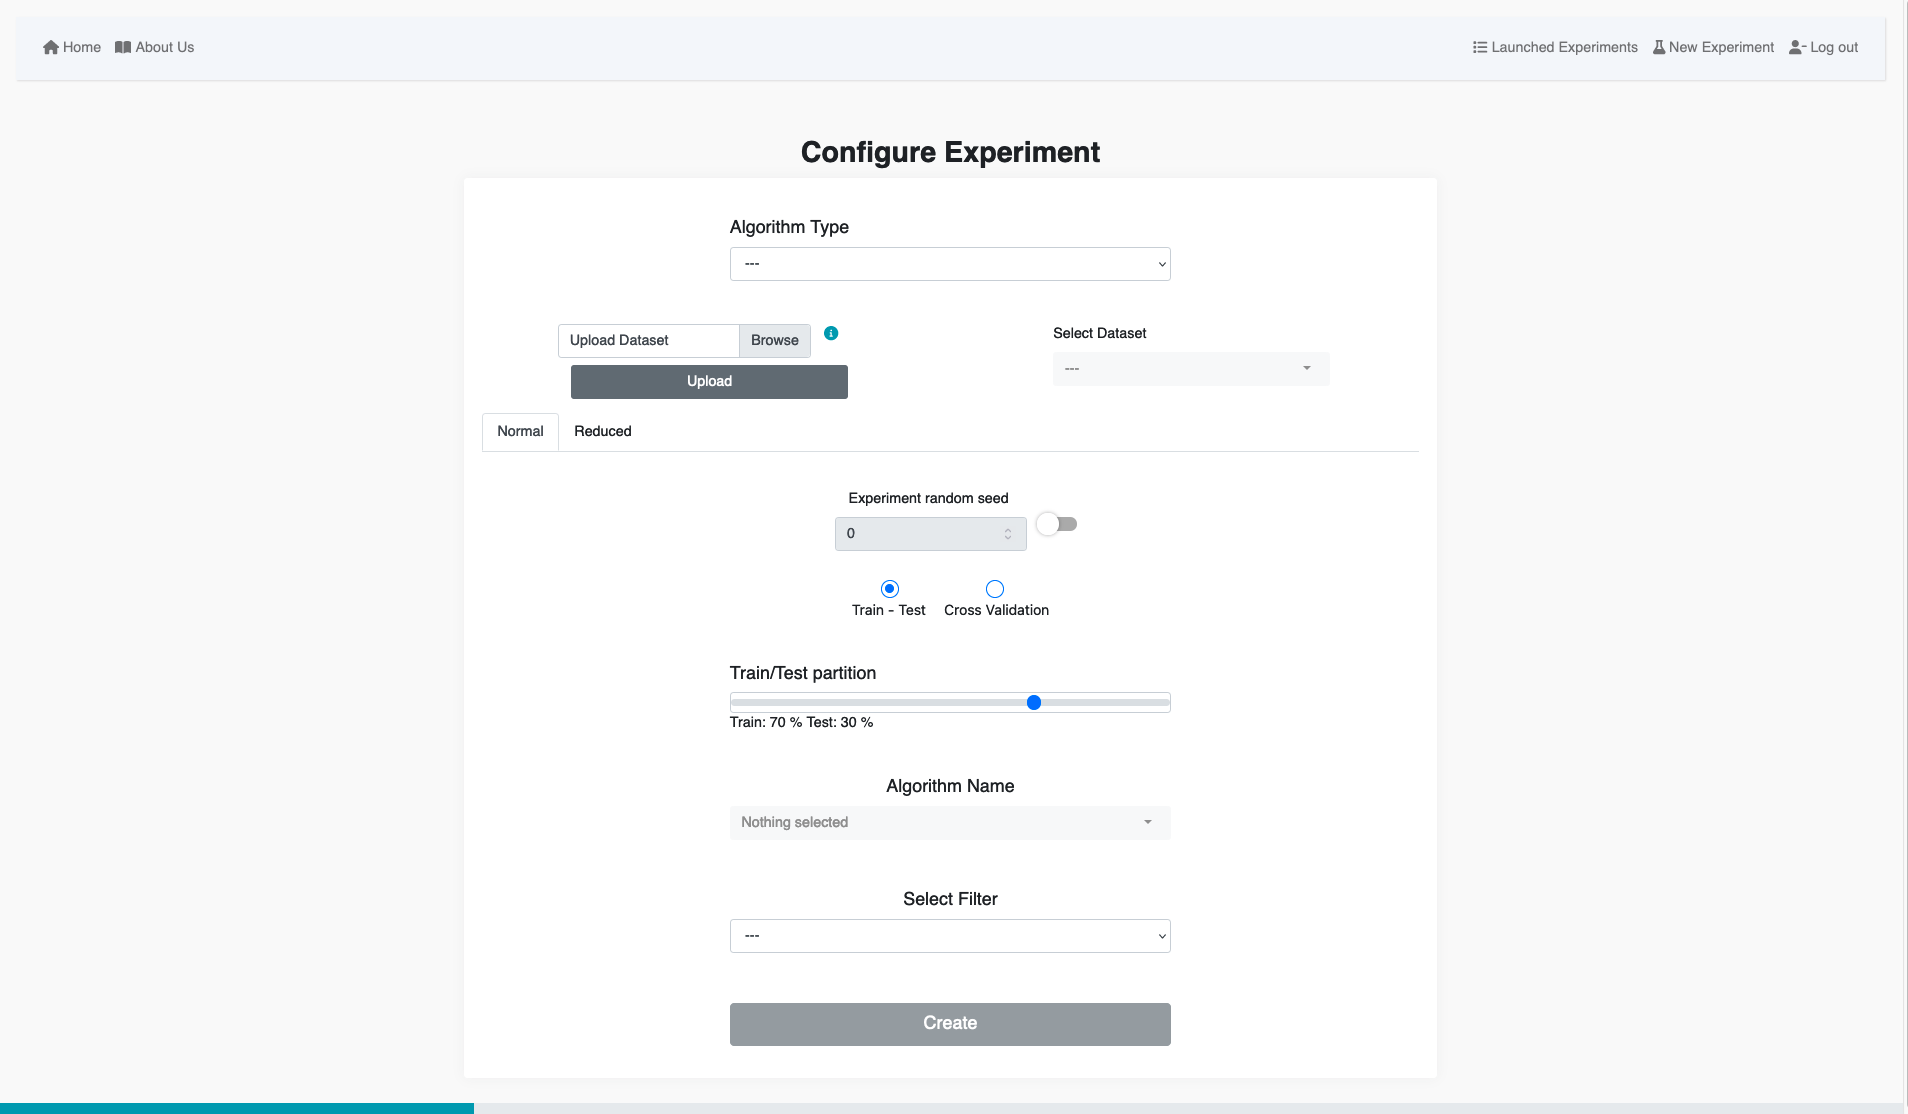 Home About Us Launched Experiments New Experiment Log out
Configure Experiment
Algorithm Type
---
Upload Dataset Browse
Upload
Select Dataset
---
Normal Reduced
Experiment random seed
0
Train - Test Cross Validation
Train/Test partition
Train: 70 % Test: 30 %
Algorithm Name
Nothing selected
Select Filter
---
Create